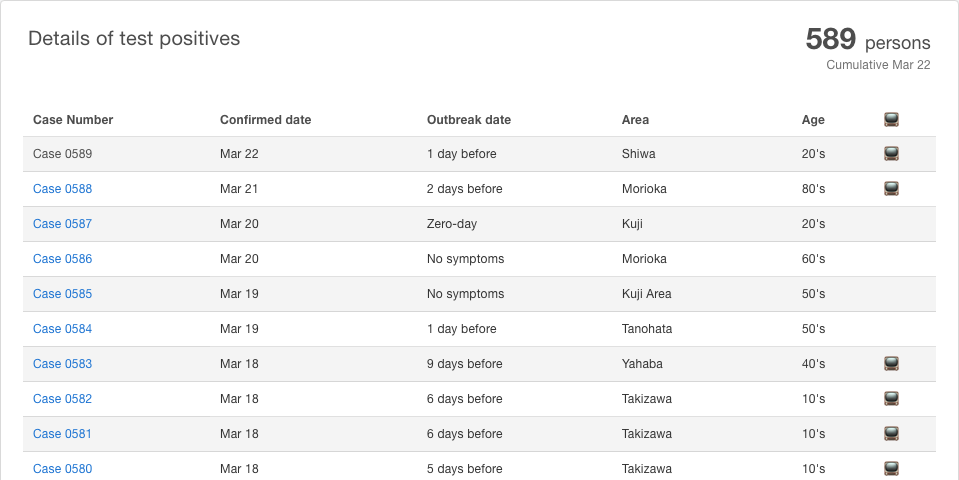 Details of test positives
589 persons
Cumulative Mar 22
Case Number Confirmed date Outbreak date Area Age
Case 0589 Mar 22 1 day before Shiwa 20's
Case 0588 Mar 21 2 days before Morioka 80's
Case 0587 Mar 20 Zero-day Kuji 20's
Case 0586 Mar 20 No symptoms Morioka 60's
Case 0585 Mar 19 No symptoms Kuji Area 50's
Case 0584 Mar 19 1 day before Tanohata 50's
Case 0583 Mar 18 9 days before Yahaba 40's
Case 0582 Mar 18 6 days before Takizawa 10's
Case 0581 Mar 18 6 days before Takizawa 10's
Case 0580 Mar 18 5 days before Takizawa 10's